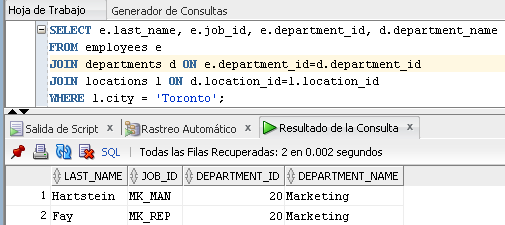 Hoja de Trabajo Generador de Consultas
SELECT e.last_name, e.job_id, e.department_id, d.department_name
FROM employees e
JOIN departments d ON e.department_id=d.department_id
JOIN locations l ON d.location_id=l.location_id
WHERE l.city = 'Toronto';
Salida de Script Rastreo Automático Resultado de la Consulta
SQL Todas las Filas Recuperadas: 2 en 0.002 segundos
LAST_NAME JOB_ID DEPARTMENT_ID DEPARTMENT_NAME
1 Hartstein MK_MAN 20 Marketing
2 Fay MK_REP 20 Marketing